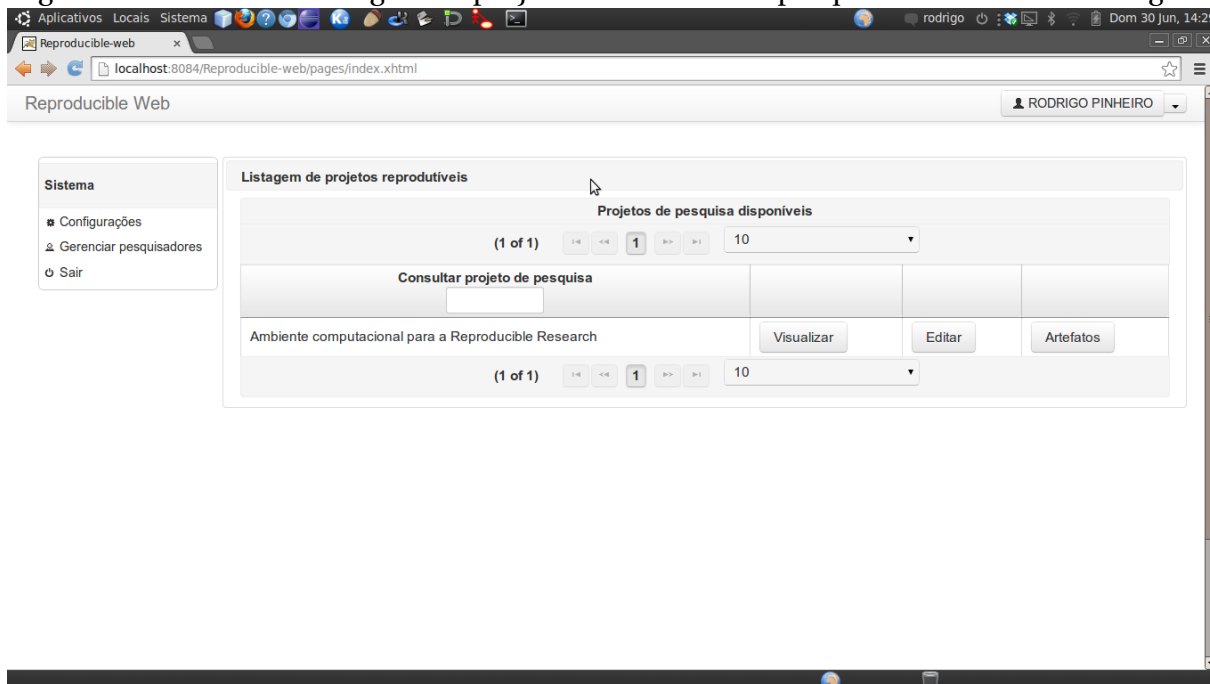 Aplicativos Locais Sistema rodrigo Dom 30 Jun, 14:2
Reproducible-web ×
localhost:8084/Reproducible-web/pages/index.xhtml
Reproducible Web RODRIGO PINHEIRO
Sistema
Configurações
Gerenciar pesquisadores
Sair
Listagem de projetos reprodutíveis
Projetos de pesquisa disponíveis
(1 of 1) 1 10
Consultar projeto de pesquisa
Ambiente computacional para a Reproducible Research Visualizar Editar Artefatos
(1 of 1) 1 10